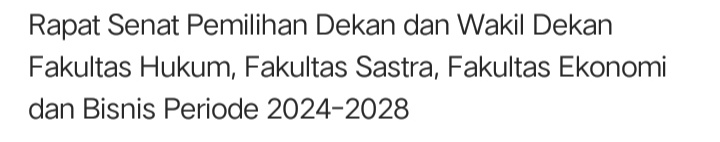 Rapat Senat Pemilihan Dekan dan Wakil Dekan
Fakultas Hukum, Fakultas Sastra, Fakultas Ekonomi
dan Bisnis Periode 2024-2028